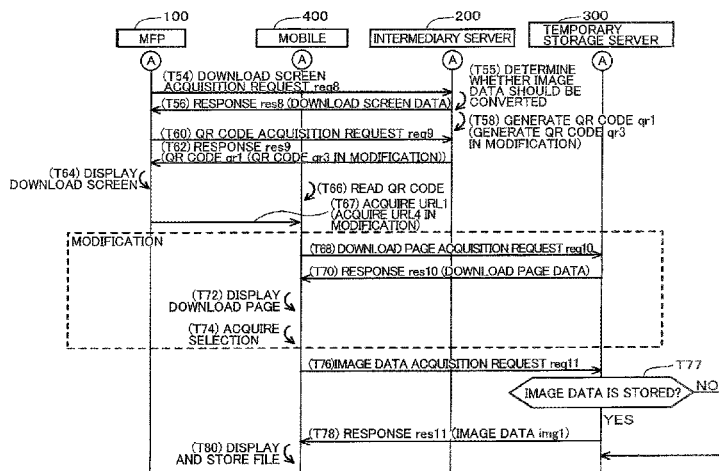 100
400
200
300
MFP
MOBILE
INTERMEDIARY SERVER
TEMPORARY
STORAGE SERVER
A
A
A
A
(T54) DOWNLOAD SCREEN
ACQUISITION REQUEST req8
(T55) DETERMINE
WHETHER IMAGE
DATA SHOULD BE
CONVERTED
(T56) RESPONSE res8 (DOWNLOAD SCREEN DATA)
(T58) GENERATE QR CODE qr1
(GENERATE QR CODE qr3
IN MODIFICATION)
(T60) QR CODE ACQUISITION REQUEST req9
(T62) RESPONSE res9
(QR CODE qr1 (QR CODE qr3 IN MODIFICATION))
(T64) DISPLAY
DOWNLOAD SCREEN
(T66) READ QR CODE
(T67) ACQUIRE URL1
(ACQUIRE URL4 IN
MODIFICATION)
MODIFICATION
(T68) DOWNLOAD PAGE ACQUISITION REQUEST req10
(T70) RESPONSE res10 (DOWNLOAD PAGE DATA)
(T72) DISPLAY
DOWNLOAD PAGE
(T74) ACQUIRE
SELECTION
(T76)IMAGE DATA ACQUISITION REQUEST req11
T77
IMAGE DATA IS STORED?
NO
YES
(T78) RESPONSE res11 (IMAGE DATA img1)
(T80) DISPLAY
AND STORE FILE